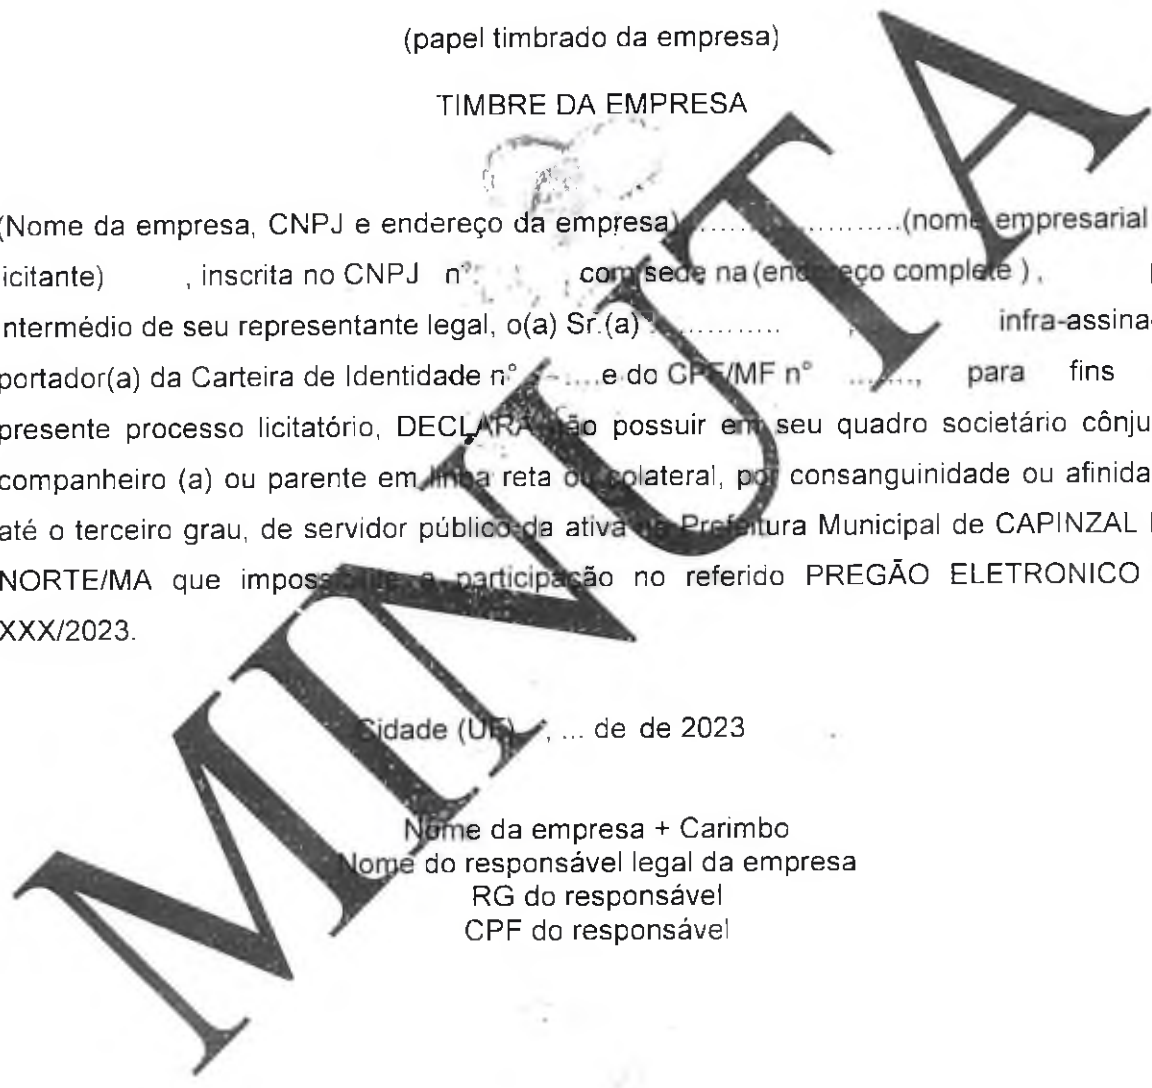 (papel timbrado da empresa)
TIMBRE DA EMPRESA
(Nome da empresa, CNPJ e endereço da empresa) ......................(nome empresarial
icitante) , inscrita no CNPJ n° , com sede na (endereço complete ),
intermédio de seu representante legal, o(a) Sr.(a) ............. , infra-assina-
portador(a) da Carteira de Identidade n° ....e do CPF/MF n° ........, para fins
presente processo licitatório, DECLARA não possuir em seu quadro societário cônju
companheiro (a) ou parente em linha reta ou colateral, por consanguinidade ou afinida
até o terceiro grau, de servidor público da ativa na Prefeitura Municipal de CAPINZAL
NORTE/MA que impossibilite a participação no referido PREGÃO ELETRONICO
XXX/2023.
Cidade (UF) , ... de de 2023
Nome da empresa + Carimbo
Nome do responsável legal da empresa
RG do responsável
CPF do responsável
MINUTA